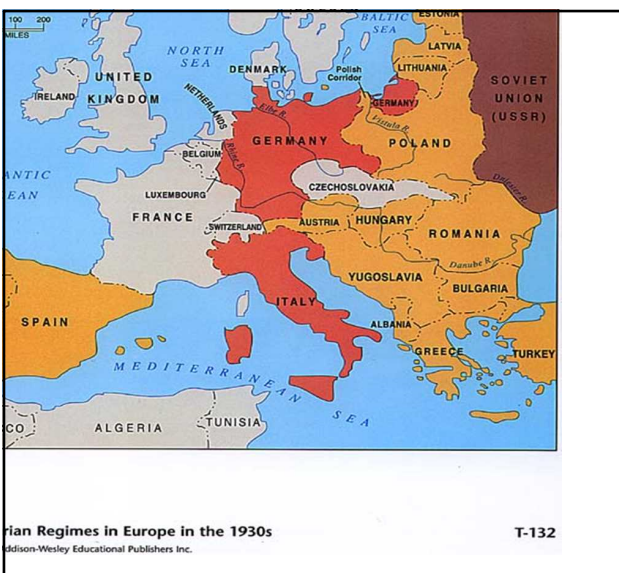 100 200
MILES
BALTIC
SEA
ESTONIA
LATVIA
LITHUANIA
NORTH
SEA
DENMARK
Polish
Corridor
SOVIET
UNION
(USSR)
UNITED
KINGDOM
IRELAND
NETHERLANDS
Elbe R.
GERMANY
GERMANY
Vistula R.
POLAND
BELGIUM
Rhine R.
ANTIC
EAN
LUXEMBOURG
CZECHOSLOVAKIA
Dniester R.
FRANCE
SWITZERLAND
AUSTRIA
HUNGARY
ROMANIA
Danube R.
YUGOSLAVIA
BULGARIA
ITALY
SPAIN
ALBANIA
GREECE
TURKEY
MEDITERRANEAN
SEA
CO
ALGERIA
TUNISIA
rian Regimes in Europe in the 1930s
T-132
ddison-Wesley Educational Publishers Inc.